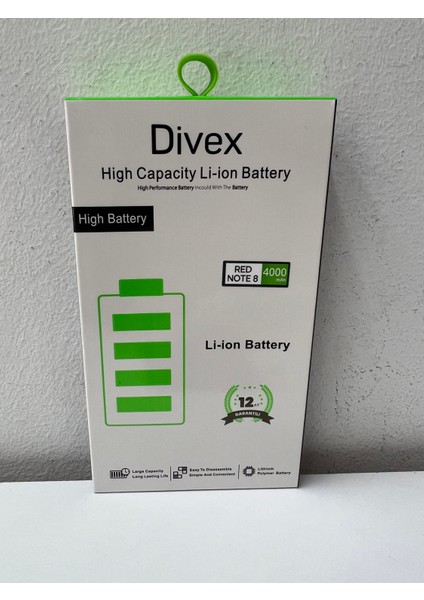 Divex
High Capacity Li-ion Battery
High Performance Battery Incould With The Battery
High Battery
RED
NOTE 8
4000
mAh
Li-ion Battery
12 AY
GARANTİLİ
Large Capacity
Long Lasting Life
Easy To Disassemble
Simple And Convenient
Lithium
Polymer Battery